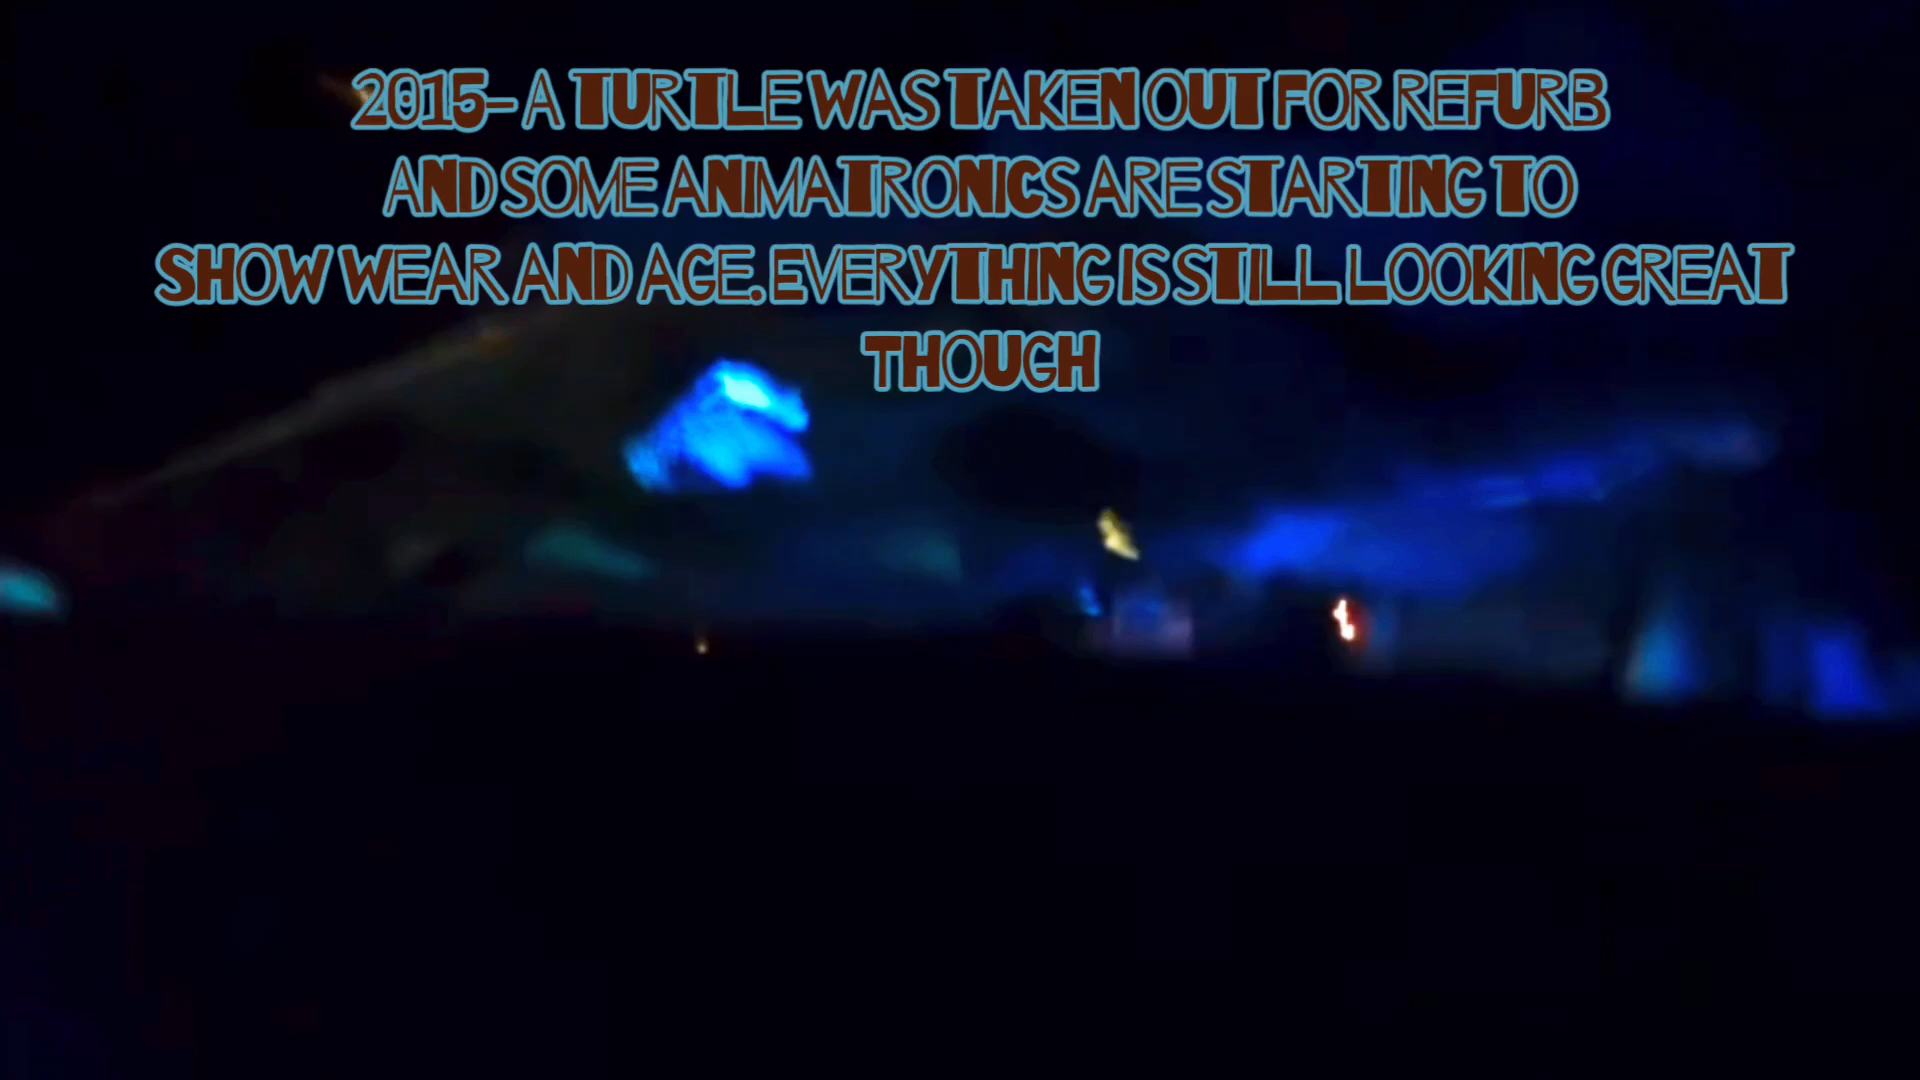 2015- A TURTLE WAS TAKEN OUT FOR REFURB
AND SOME ANIMATRONICS ARE STARTING TO
SHOW WEAR AND AGE. EVERYTHING IS STILL LOOKING GREAT
THOUGH